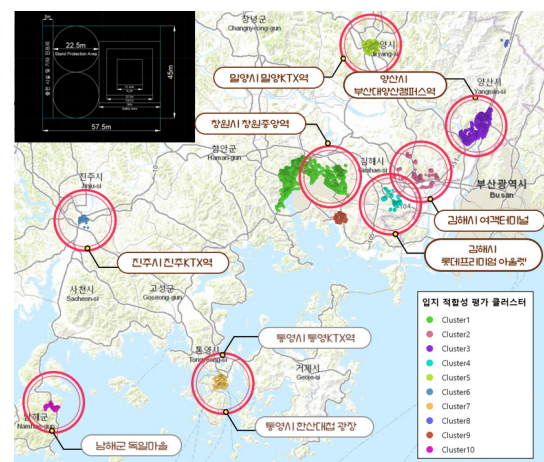 22.5m
Stand Protection Area
45m
Safety Area
57.5m
창녕군
Changnyeong-gun
양시
밀양시 밀양KTX역
양산시
부산대양산캠퍼스역
양산시
Yangsan-si
창원시 창원중앙역
함안군
Haman-gun
김해시
Gimhae-si
진주시
Jinju-si
부산광역시
Busan
김해시 여객터미널
김해시
롯데프리미엄 아울렛
진주시 진주KTX역
사천시
Sacheon-si
고성군
Goseong-gun
입지 적합성 평가 클러스터
Cluster1
Cluster2
Cluster3
Cluster4
Cluster5
Cluster6
Cluster7
Cluster8
Cluster9
Cluster10
통영시 통영KTX역
통영시
거제시
Geoje-si
남해군
통영시 한산대첩 광장
남해군 독일마을